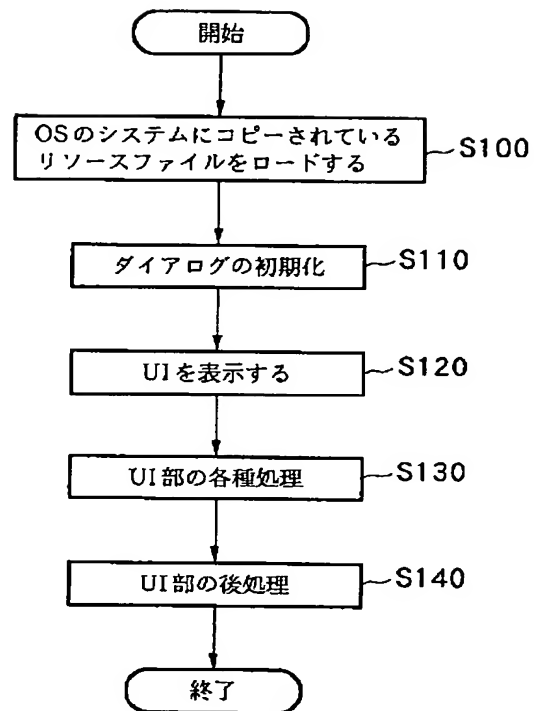 開始
OSのシステムにコピーされている
リソースファイルをロードする
S100
ダイアログの初期化
S110
UIを表示する
S120
UI部の各種処理
S130
UI部の後処理
S140
終了